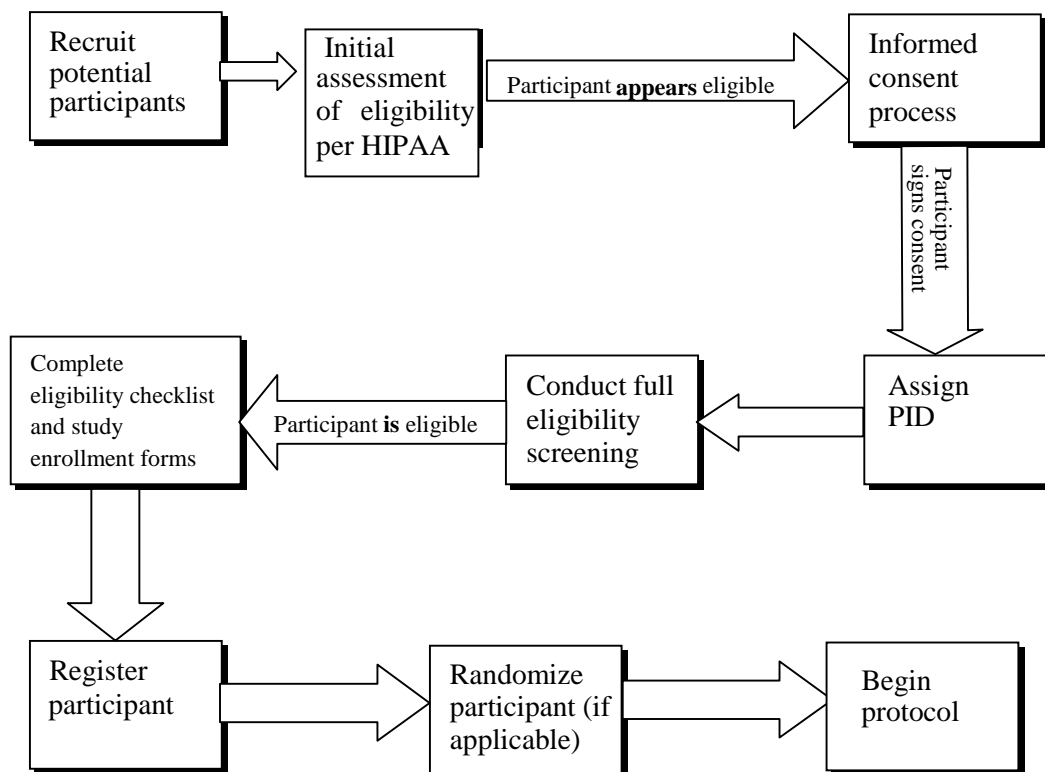 Recruit
potential
participants
Initial
assessment
of eligibility
per HIPAA
Participant appears eligible
Informed
consent
process
Participant
signs consent
Assign
PID
Conduct full
eligibility
screening
Participant is eligible
Complete
eligibility checklist
and study
enrollment forms
Register
participant
Randomize
participant (if
applicable)
Begin
protocol